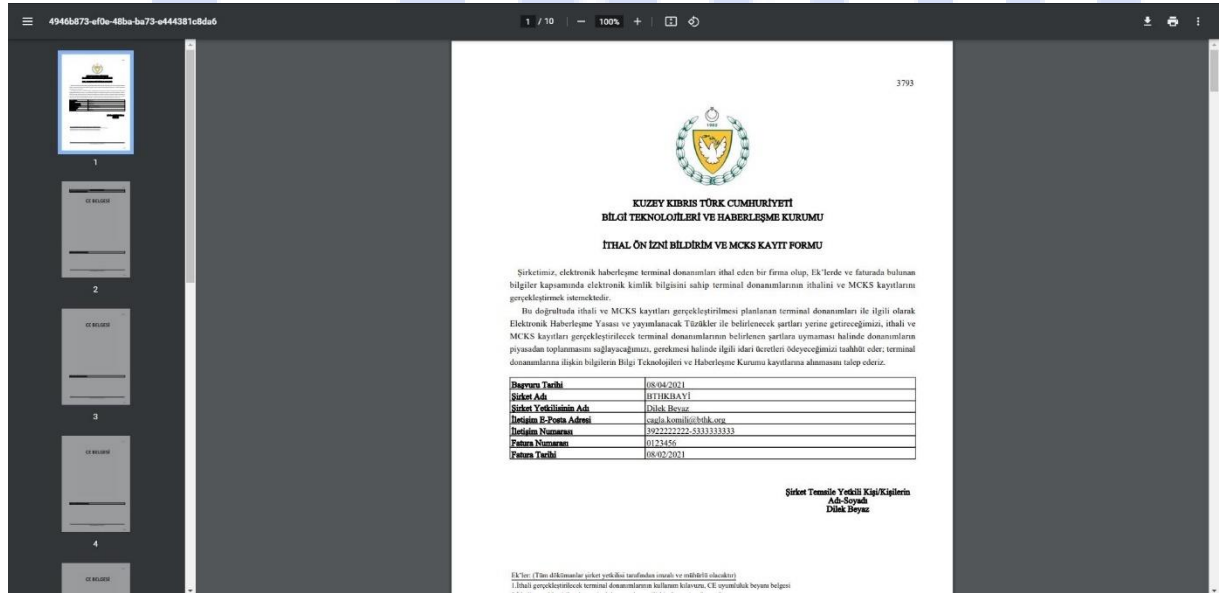 4946b873-ef0e-48ba-ba73-e444381c8da6
1 / 10
100%
1
CE BELGESİ
2
CE BELGESİ
3
CE BELGESİ
4
CE BELGESİ
3793
KUZEY KIBRIS TÜRK CUMHURİYETİ
BİLGİ TEKNOLOJİLERİ VE HABERLEŞME KURUMU
İTHAL ÖN İZNİ BİLDİRİM VE MCKS KAYIT FORMU
Şirketimiz, elektronik haberleşme terminal donanımları ithal eden bir firma olup, Ek'lerde ve faturada bulunan
bilgiler kapsamında elektronik kimlik bilgisini sahip terminal donanımlarının ithalini ve MCKS kayıtlarını
gerçekleştirmek istemektedir.
Bu doğrultuda ithali ve MCKS kayıtları gerçekleştirilmesi planlanan terminal donanımları ile ilgili olarak
Elektronik Haberleşme Yasası ve yayımlanacak Tüzükler ile belirlenecek şartları yerine getireceğimizi, ithali ve
MCKS kayıtları gerçekleştirilecek terminal donanımlarının belirlenen şartlara uymaması halinde donanımların
piyasadan toplanmasını sağlayacağımızı, gerekmesi halinde ilgili idari ücretleri ödeyeceğimizi taahhüt eder; terminal
donanımlarına ilişkin bilgilerin Bilgi Teknolojileri ve Haberleşme Kurumu kayıtlarına alınmasını talep ederiz.
Başvuru Tarihi 08/04/2021
Şirket Adı BTHKBAYİ
Şirket Yetkilisinin Adı Dilek Beyaz
İletişim E-Posta Adresi cagla.komili@bthk.org
İletişim Numarası 3922222222-5333333333
Fatura Numarası 0123456
Fatura Tarihi 08/02/2021
Şirket Temsile Yetkili Kişi/Kişilerin
Adı-Soyadı
Dilek Beyaz
Ek'ler: (Tüm dökümanlar şirket yetkilisi tarafından imzalı ve mühürlü olacaktır)
1.İthali gerçekleştirilecek terminal donanımlarının kullanım kılavuzu, CE uyumluluk beyanı belgesi